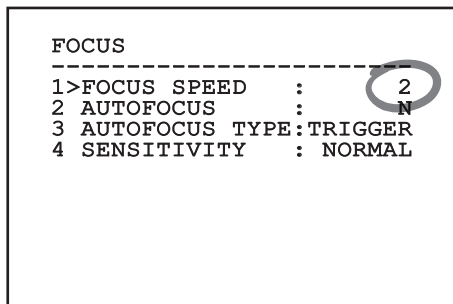 FOCUS
------------------------
1>FOCUS SPEED : 2
2 AUTOFOCUS : N
3 AUTOFOCUS TYPE:TRIGGER
4 SENSITIVITY : NORMAL